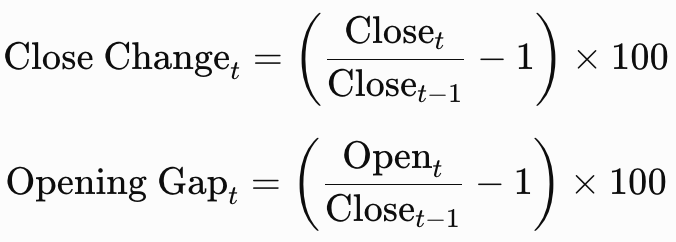 Close Change_t = (Close_t / Close_{t−1} − 1) × 100
Opening Gap_t = (Open_t / Close_{t−1} − 1) × 100